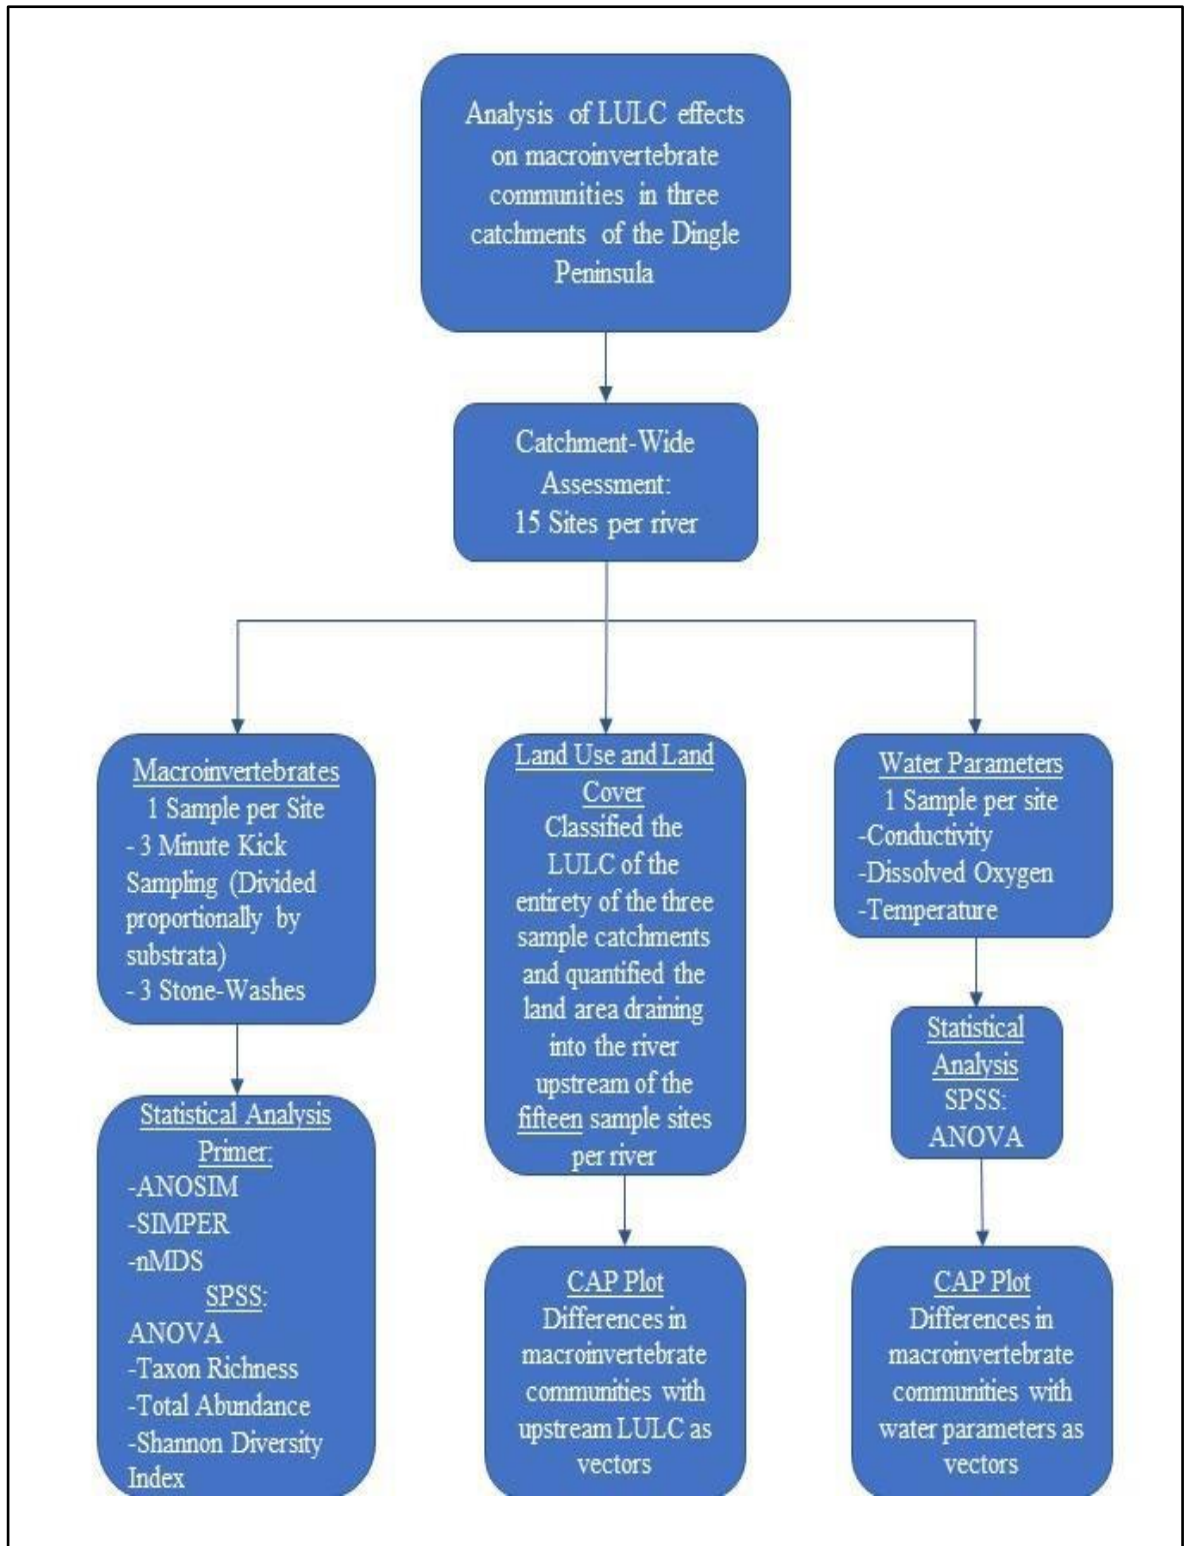 Analysis of LULC effects
on macroinvertebrate
communities in three
catchments of the Dingle
Peninsula
Catchment-Wide
Assessment:
15 Sites per river
Macroinvertebrates
1 Sample per Site
- 3 Minute Kick
Sampling (Divided
proportionally by
substrata)
- 3 Stone-Washes
Statistical Analysis
Primer:
-ANOSIM
-SIMPER
-nMDS
SPSS:
ANOVA
-Taxon Richness
-Total Abundance
-Shannon Diversity
Index
Land Use and Land
Cover
Classified the
LULC of the
entirety of the three
sample catchments
and quantified the
land area draining
into the river
upstream of the
fifteen sample sites
per river
CAP Plot
Differences in
macroinvertebrate
communities with
upstream LULC as
vectors
Water Parameters
1 Sample per site
-Conductivity
-Dissolved Oxygen
-Temperature
Statistical
Analysis
SPSS:
ANOVA
CAP Plot
Differences in
macroinvertebrate
communities with
water parameters as
vectors